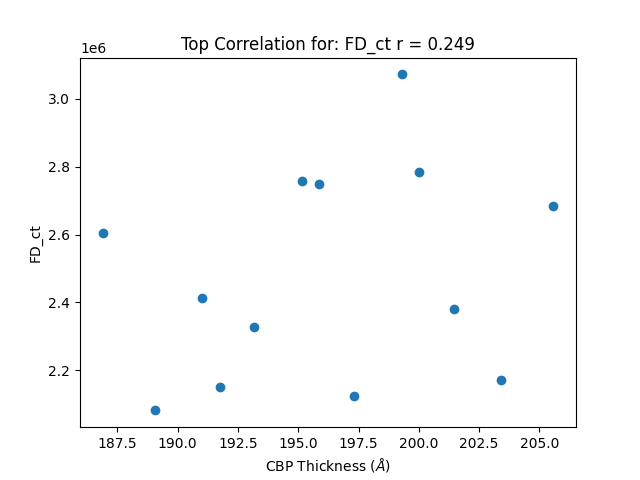 Top Correlation for: FD_ct r = 0.249
1e6
3.0
2.8
2.6
2.4
2.2
FD_ct
187.5 190.0 192.5 195.0 197.5 200.0 202.5 205.0
CBP Thickness (Å)